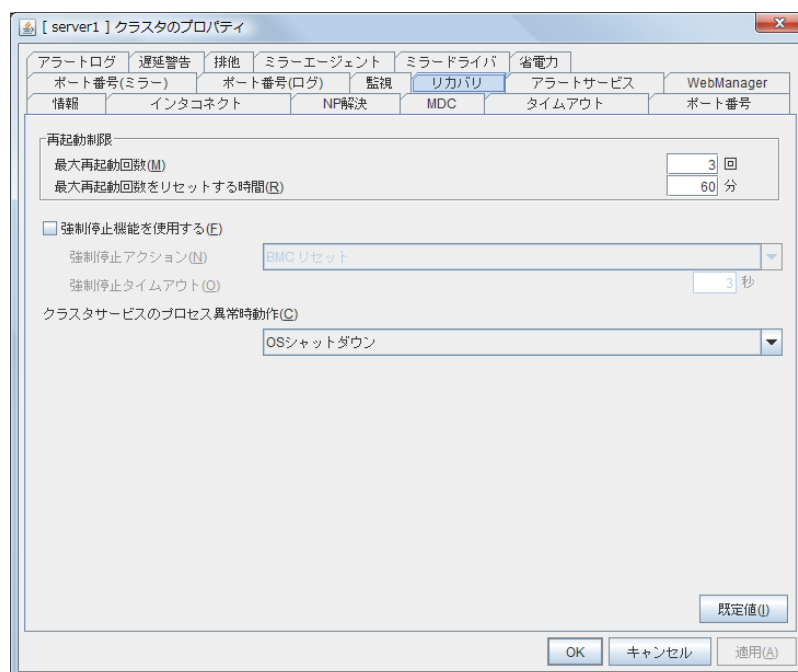 [ server1 ] クラスタのプロパティ
アラートログ 遅延警告 排他 ミラーエージェント ミラードライバ 省電力
ポート番号(ミラー) ポート番号(ログ) 監視 リカバリ アラートサービス WebManager
情報 インタコネクト NP解決 MDC タイムアウト ポート番号
再起動制限
最大再起動回数(M) 3 回
最大再起動回数をリセットする時間(R) 60 分
強制停止機能を使用する(F)
強制停止アクション(N) BMC リセット
強制停止タイムアウト(O) 3 秒
クラスタサービスのプロセス異常時動作(C)
OSシャットダウン
既定値(I)
OK キャンセル 適用(A)